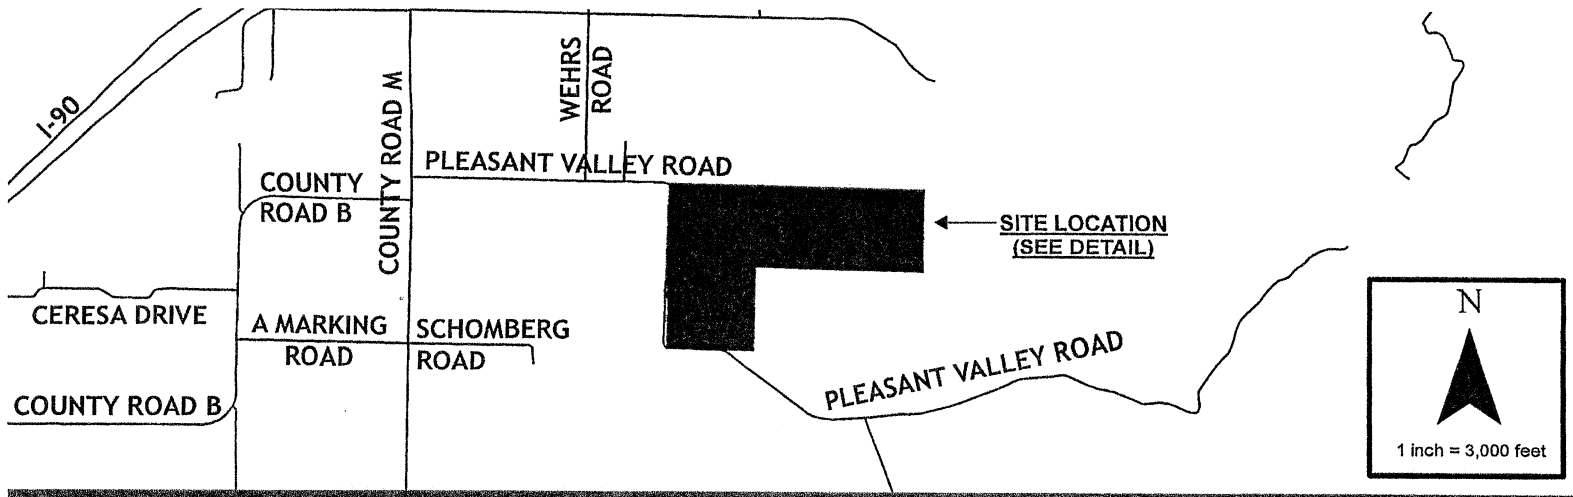 I-90
COUNTY ROAD M
WEHRS
ROAD
PLEASANT VALLEY ROAD
COUNTY
ROAD B
SITE LOCATION
(SEE DETAIL)
CERESA DRIVE
A MARKING
ROAD
SCHOMBERG
ROAD
PLEASANT VALLEY ROAD
COUNTY ROAD B
N
1 inch = 3,000 feet